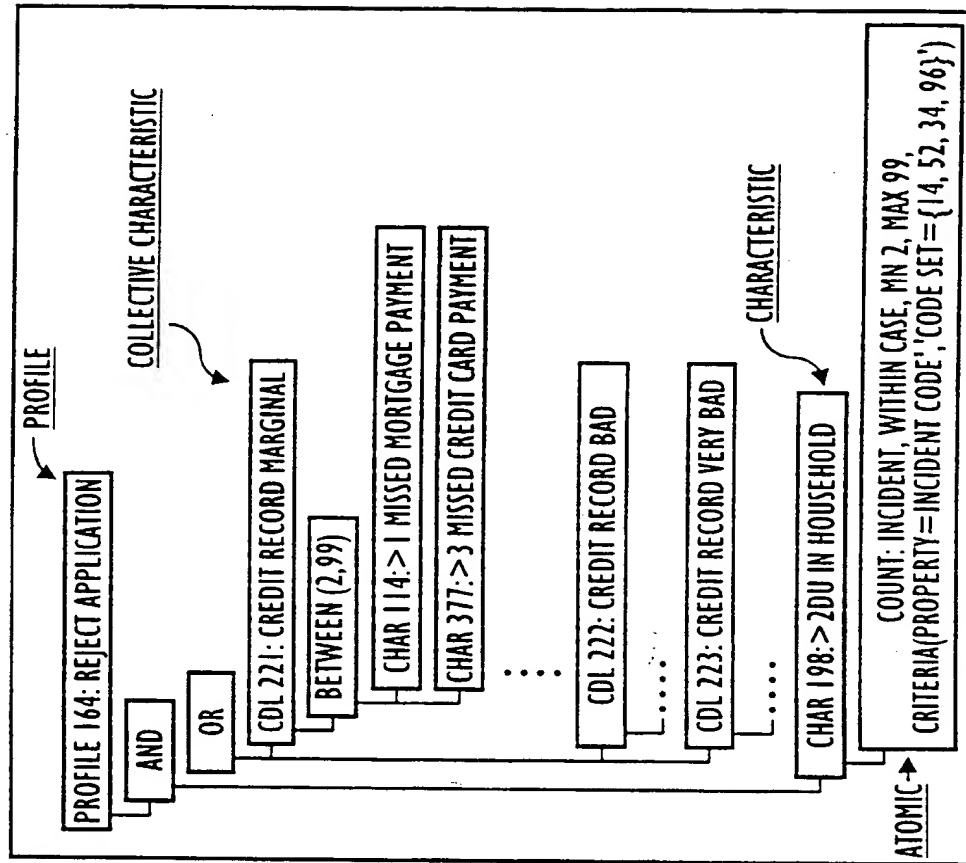 PROFILE
PROFILE 164: REJECT APPLICATION
AND
OR
COLLECTIVE CHARACTERISTIC
CDL 221: CREDIT RECORD MARGINAL
BETWEEN (2,99)
CHAR 114:>1 MISSED MORTGAGE PAYMENT
CHAR 377:>3 MISSED CREDIT CARD PAYMENT
CDL 222: CREDIT RECORD BAD
CDL 223: CREDIT RECORD VERY BAD
CHARACTERISTIC
CHAR 198:>2DU IN HOUSEHOLD
ATOMIC
COUNT: INCIDENT, WITHIN CASE, MN 2, MAX 99,
CRITERIA(PROPERTY=INCIDENT CODE','CODE SET={14, 52, 34, 96}')